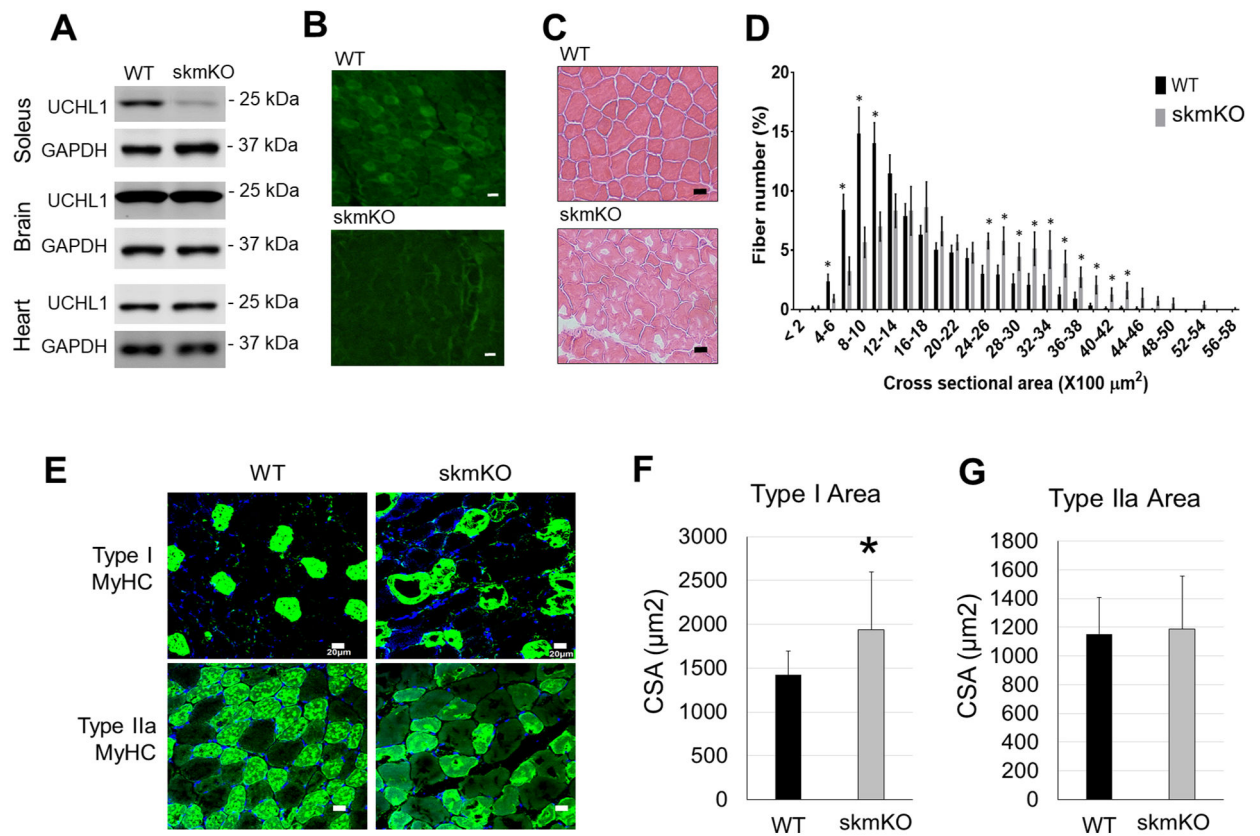 A
WT skmKO
Soleus
UCHL1 - 25 kDa
GAPDH - 37 kDa
Brain
UCHL1 - 25 kDa
GAPDH - 37 kDa
Heart
UCHL1 - 25 kDa
GAPDH - 37 kDa
B
WT
skmKO
C
WT
skmKO
D
WT
skmKO
Fiber number (%)
20
15
10
5
0
* * * * * * * * * * * * * *
< 2 4-6 8-10 12-14 16-18 20-22 24-26 28-30 32-34 36-38 40-42 44-46 48-50 52-54 56-58
Cross sectional area (X100 µm²)
E
WT skmKO
Type I
MyHC
20µm 20µm
Type IIa
MyHC
F
Type I Area
CSA (µm2)
3000
2500
2000
1500
1000
500
0
*
WT skmKO
G
Type IIa Area
CSA (µm2)
1800
1600
1400
1200
1000
800
600
400
200
0
WT skmKO